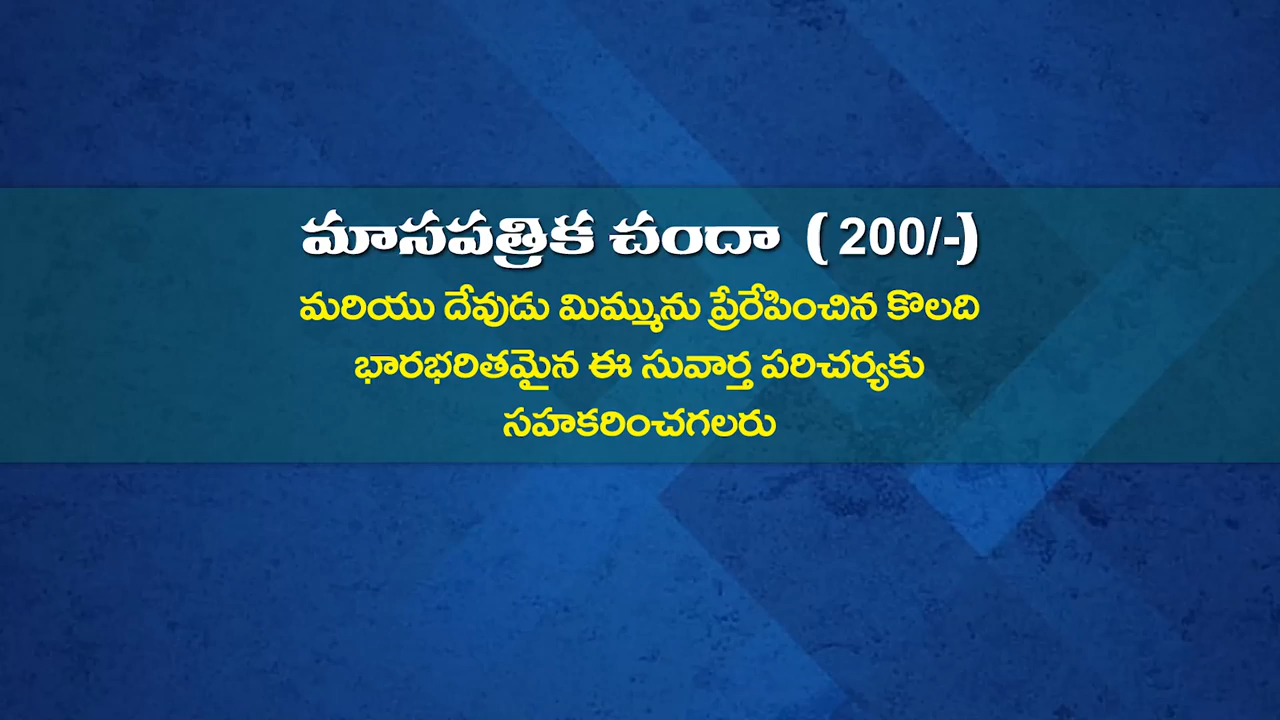 మాసపత్రిక చందా ( 200/-)
మరియు దేవుడు మిమ్మును ప్రేరేపించిన కొలది
భారభరితమైన ఈ సువార్త పరిచర్యకు
సహకరించగలరు